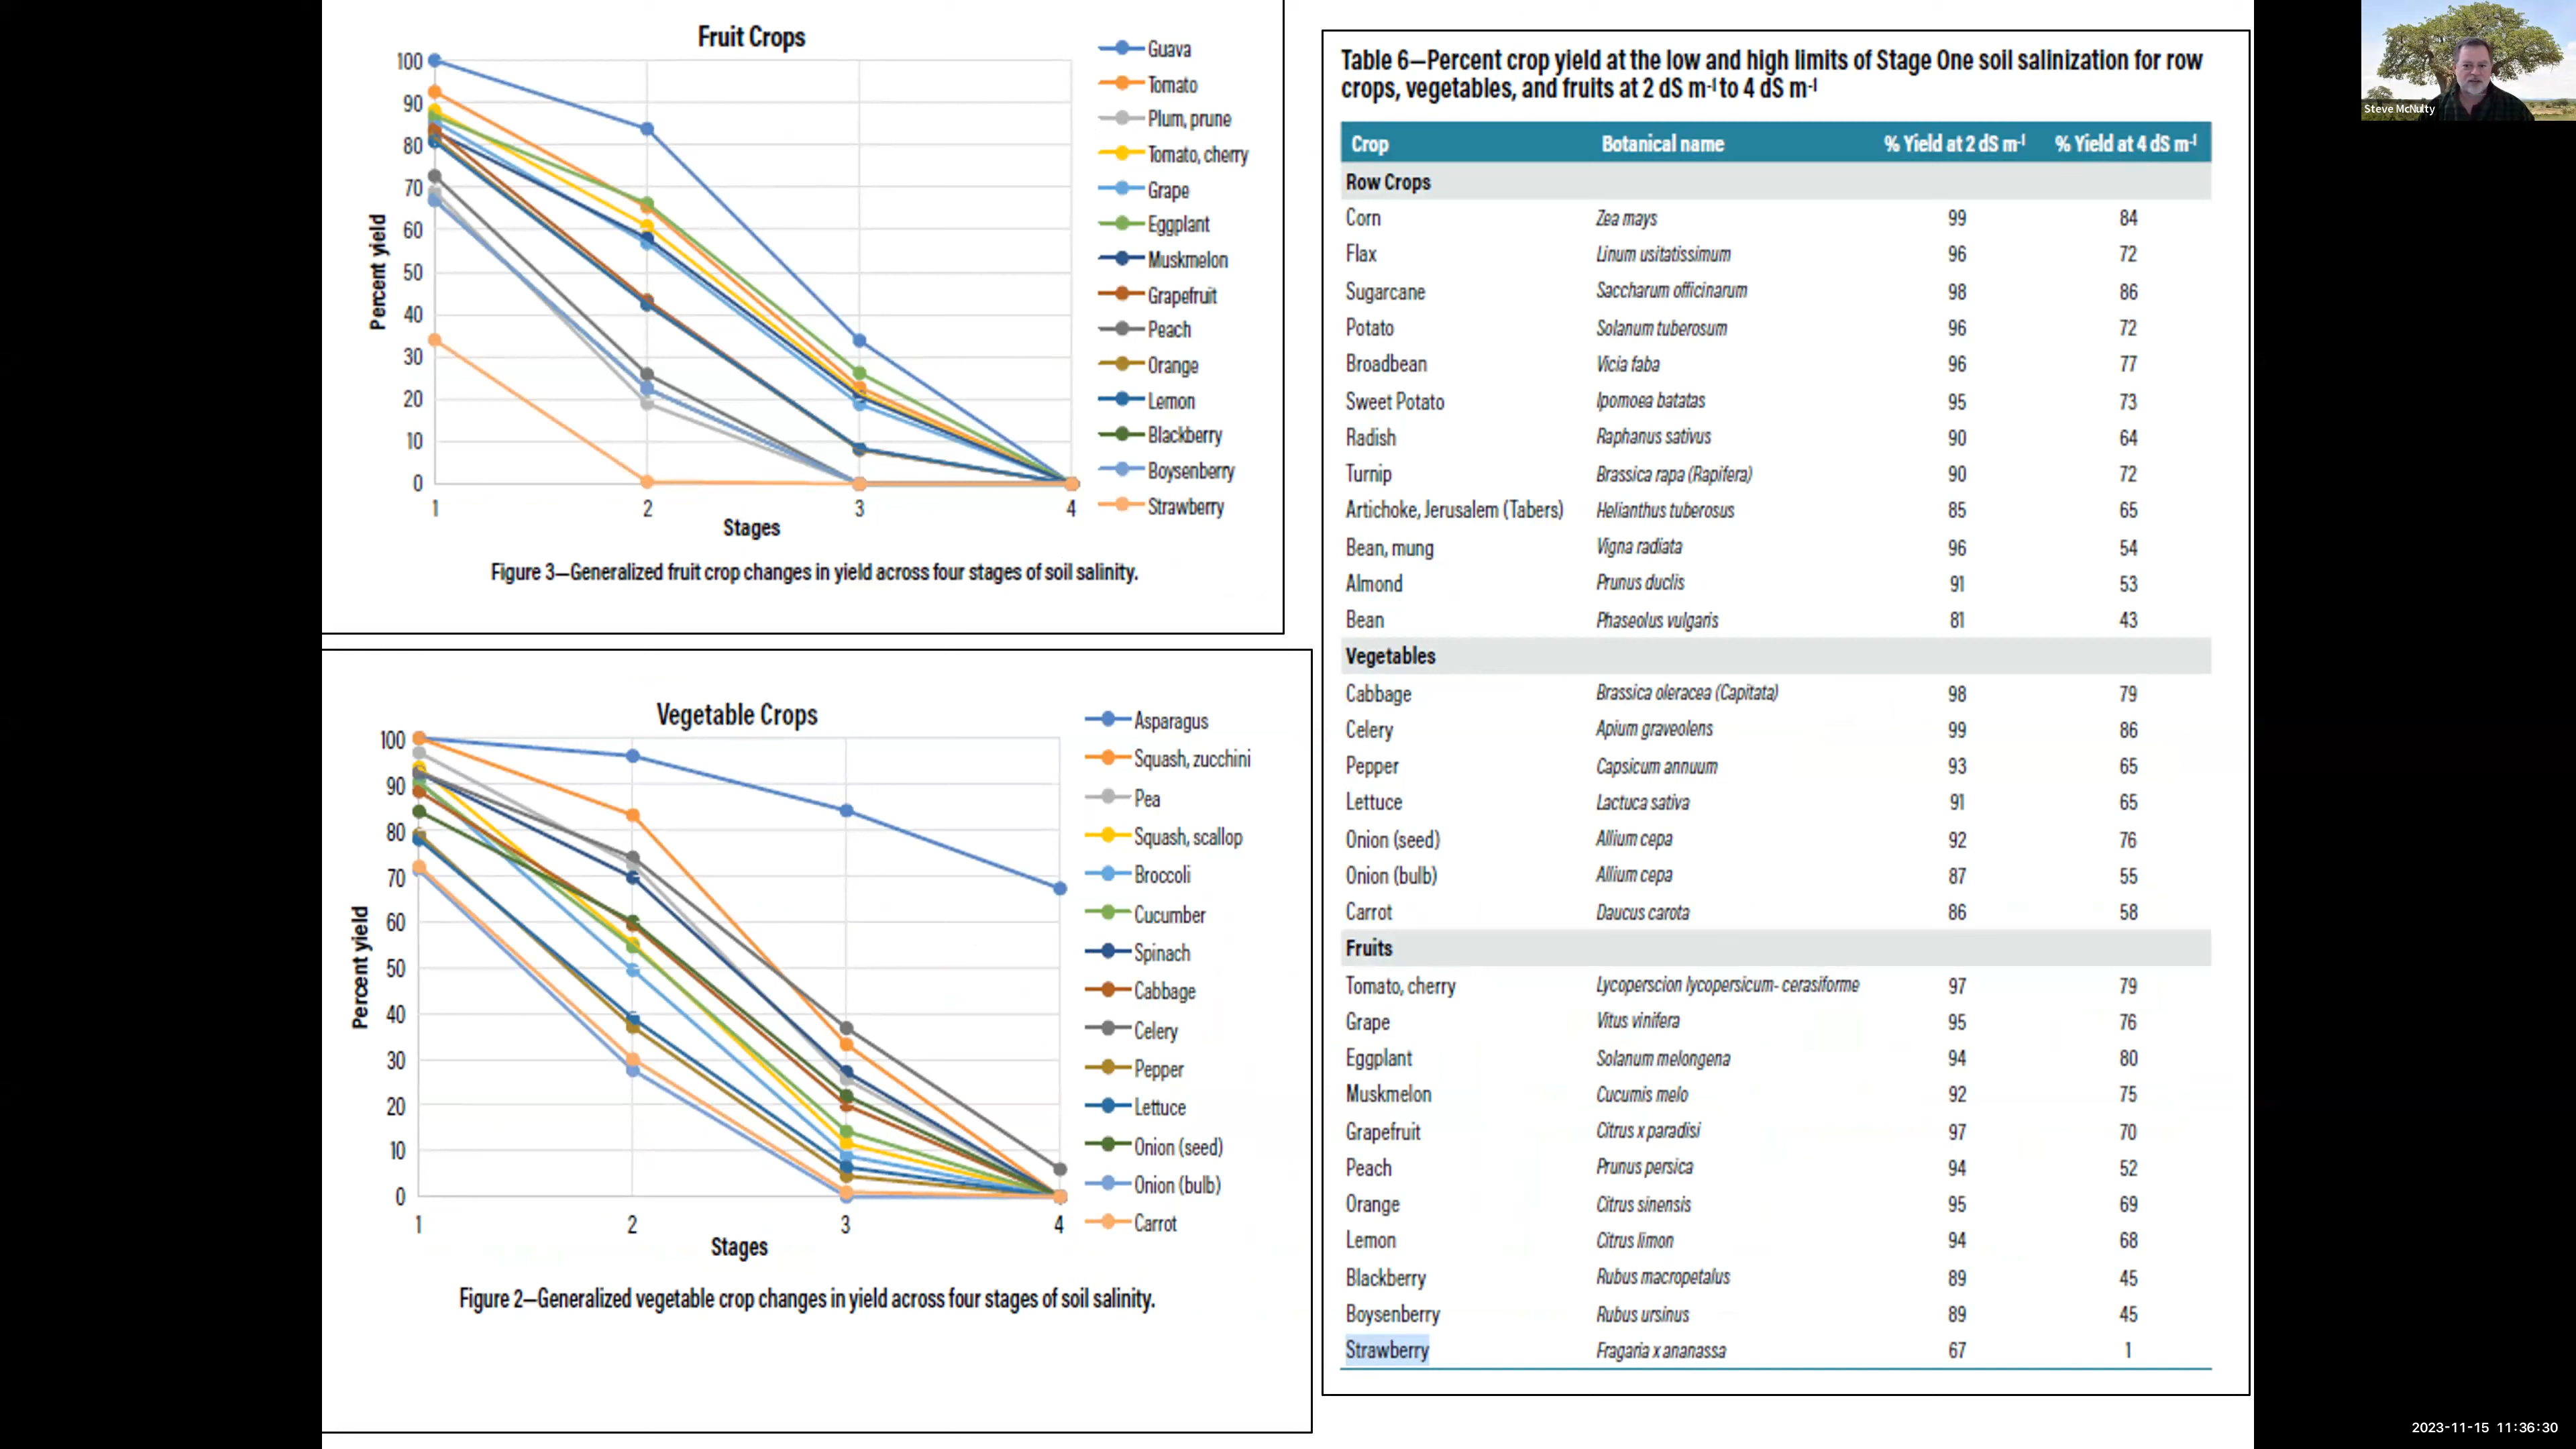 Fruit Crops
100
90
80
70
60
50
40
30
20
10
0
Percent yield
1 2 3 4
Stages
Guava
Tomato
Plum, prune
Tomato, cherry
Grape
Eggplant
Muskmelon
Grapefruit
Peach
Orange
Lemon
Blackberry
Boysenberry
Strawberry
Figure 3—Generalized fruit crop changes in yield across four stages of soil salinity.
Vegetable Crops
100
90
80
70
60
50
40
30
20
10
0
Percent yield
1 2 3 4
Stages
Asparagus
Squash, zucchini
Pea
Squash, scallop
Broccoli
Cucumber
Spinach
Cabbage
Celery
Pepper
Lettuce
Onion (seed)
Onion (bulb)
Carrot
Figure 2—Generalized vegetable crop changes in yield across four stages of soil salinity.
Table 6—Percent crop yield at the low and high limits of Stage One soil salinization for row
crops, vegetables, and fruits at 2 dS m-1 to 4 dS m-1
Crop Botanical name % Yield at 2 dS m-1 % Yield at 4 dS m-1
Row Crops
Corn Zea mays 99 84
Flax Linum usitatissimum 96 72
Sugarcane Saccharum officinarum 98 86
Potato Solanum tuberosum 96 72
Broadbean Vicia faba 96 77
Sweet Potato Ipomoea batatas 95 73
Radish Raphanus sativus 90 64
Turnip Brassica rapa (Rapifera) 90 72
Artichoke, Jerusalem (Tabers) Helianthus tuberosus 85 65
Bean, mung Vigna radiata 96 54
Almond Prunus duclis 91 53
Bean Phaseolus vulgaris 81 43
Vegetables
Cabbage Brassica oleracea (Capitata) 98 79
Celery Apium graveolens 99 86
Pepper Capsicum annuum 93 65
Lettuce Lactuca sativa 91 65
Onion (seed) Allium cepa 92 76
Onion (bulb) Allium cepa 87 55
Carrot Daucus carota 86 58
Fruits
Tomato, cherry Lycoperscion lycopersicum- cerasiforme 97 79
Grape Vitus vinifera 95 76
Eggplant Solanum melongena 94 80
Muskmelon Cucumis melo 92 75
Grapefruit Citrus x paradisi 97 70
Peach Prunus persica 94 52
Orange Citrus sinensis 95 69
Lemon Citrus limon 94 68
Blackberry Rubus macropetalus 89 45
Boysenberry Rubus ursinus 89 45
Strawberry Fragaria x ananassa 67 1
Steve McNulty
2023-11-15 11:36:30